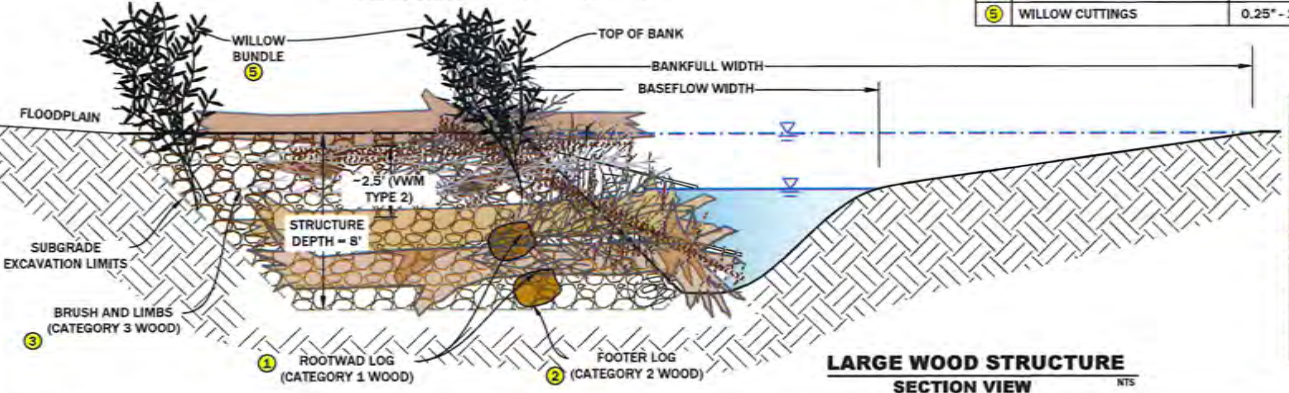 5 WILLOW CUTTINGS 0.25" -
WILLOW
BUNDLE
5
TOP OF BANK
BANKFULL WIDTH
BASEFLOW WIDTH
FLOODPLAIN
~2.5' (VWM
TYPE 2)
STRUCTURE
DEPTH = 8'
SUBGRADE
EXCAVATION LIMITS
BRUSH AND LIMBS
(CATEGORY 3 WOOD)
3
1
ROOTWAD LOG
(CATEGORY 1 WOOD)
2
FOOTER LOG
(CATEGORY 2 WOOD)
LARGE WOOD STRUCTURE
SECTION VIEW NTS